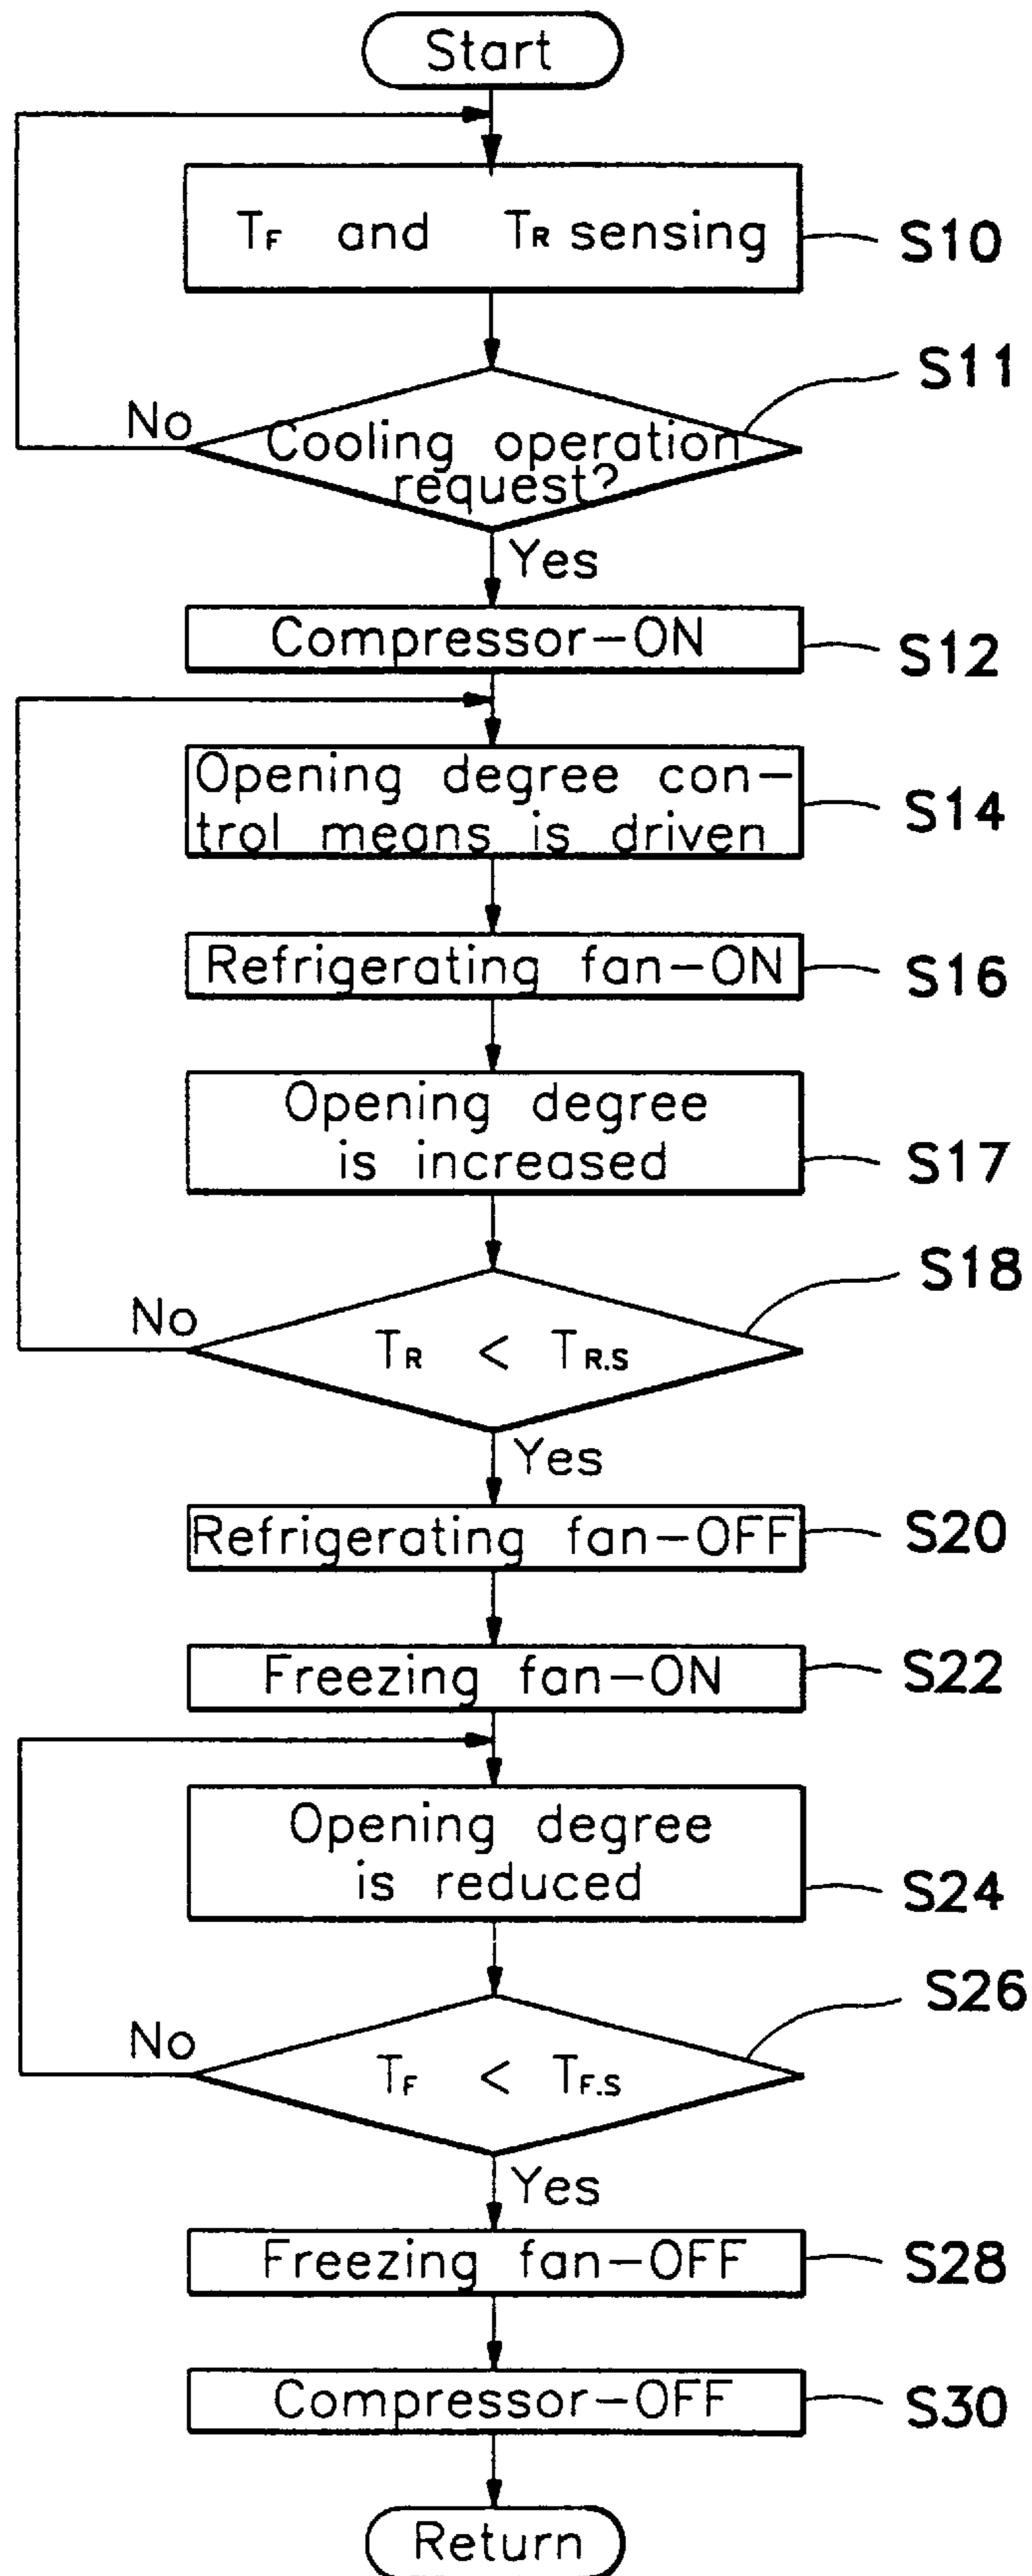 Start
TF and TR sensing
S10
S11
No
Cooling operation
request?
Yes
Compressor-ON
S12
Opening degree con-
trol means is driven
S14
Refrigerating fan-ON
S16
Opening degree
is increased
S17
S18
No
TR < TR.S
Yes
Refrigerating fan-OFF
S20
Freezing fan-ON
S22
Opening degree
is reduced
S24
S26
No
TF < TF.S
Yes
Freezing fan-OFF
S28
Compressor-OFF
S30
Return